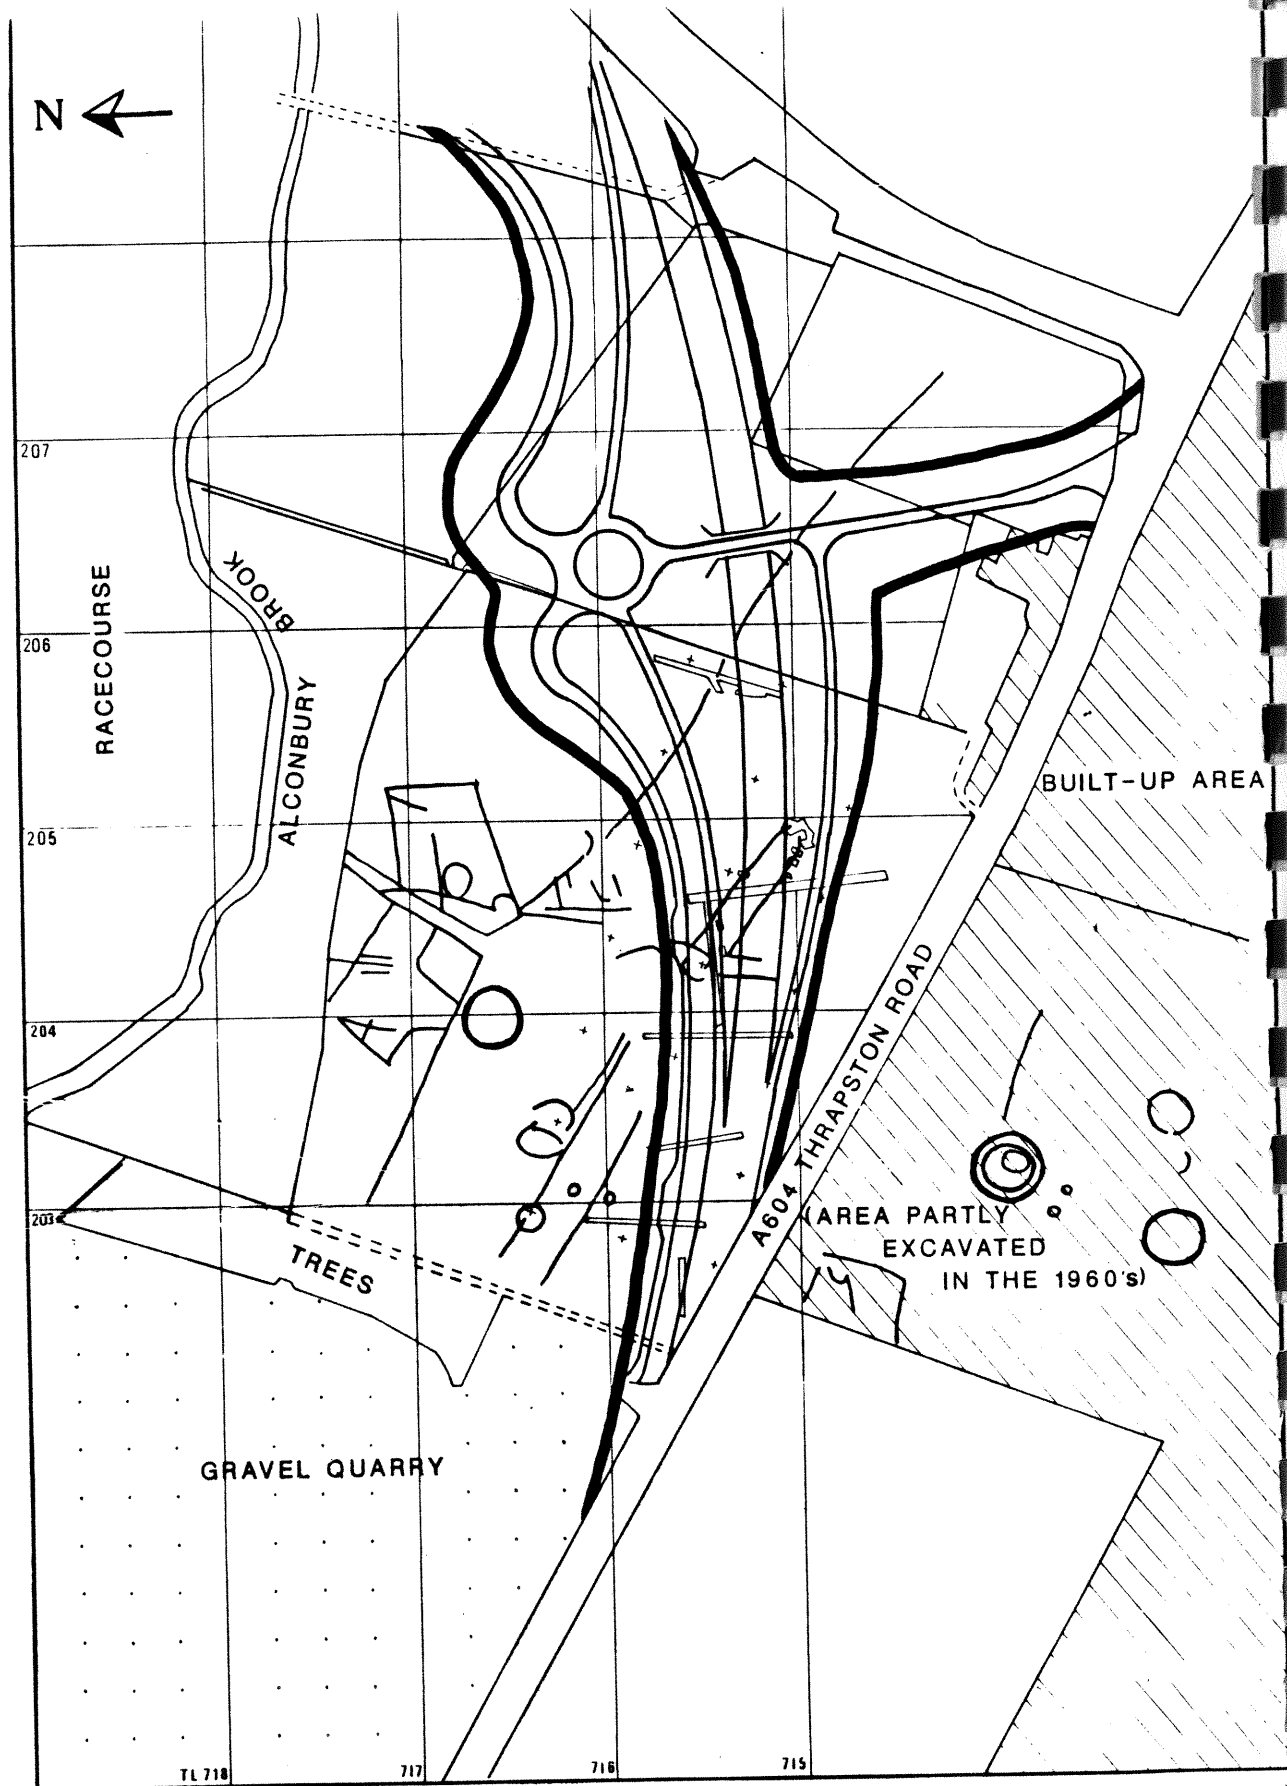 N
207
BROOK
RACECOURSE
206
ALCONBURY
BUILT-UP AREA
205
204
A604 THRAPSTON ROAD
203
(AREA PARTLY
EXCAVATED
IN THE 1960's)
TREES
GRAVEL QUARRY
TL 718
717
716
715